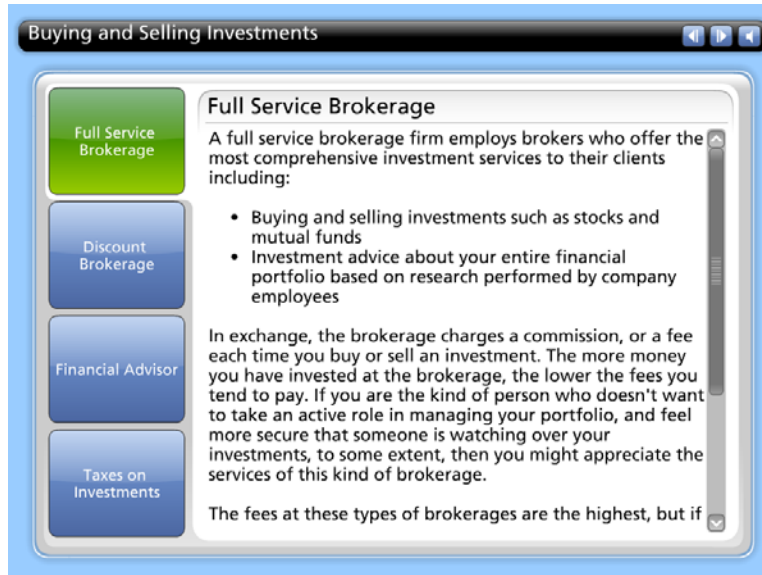 Buying and Selling Investments
Full Service
Brokerage
Discount
Brokerage
Financial Advisor
Taxes on
Investments
Full Service Brokerage
A full service brokerage firm employs brokers who offer the
most comprehensive investment services to their clients
including:
• Buying and selling investments such as stocks and
mutual funds
• Investment advice about your entire financial
portfolio based on research performed by company
employees
In exchange, the brokerage charges a commission, or a fee
each time you buy or sell an investment. The more money
you have invested at the brokerage, the lower the fees you
tend to pay. If you are the kind of person who doesn't want
to take an active role in managing your portfolio, and feel
more secure that someone is watching over your
investments, to some extent, then you might appreciate the
services of this kind of brokerage.
The fees at these types of brokerages are the highest, but if